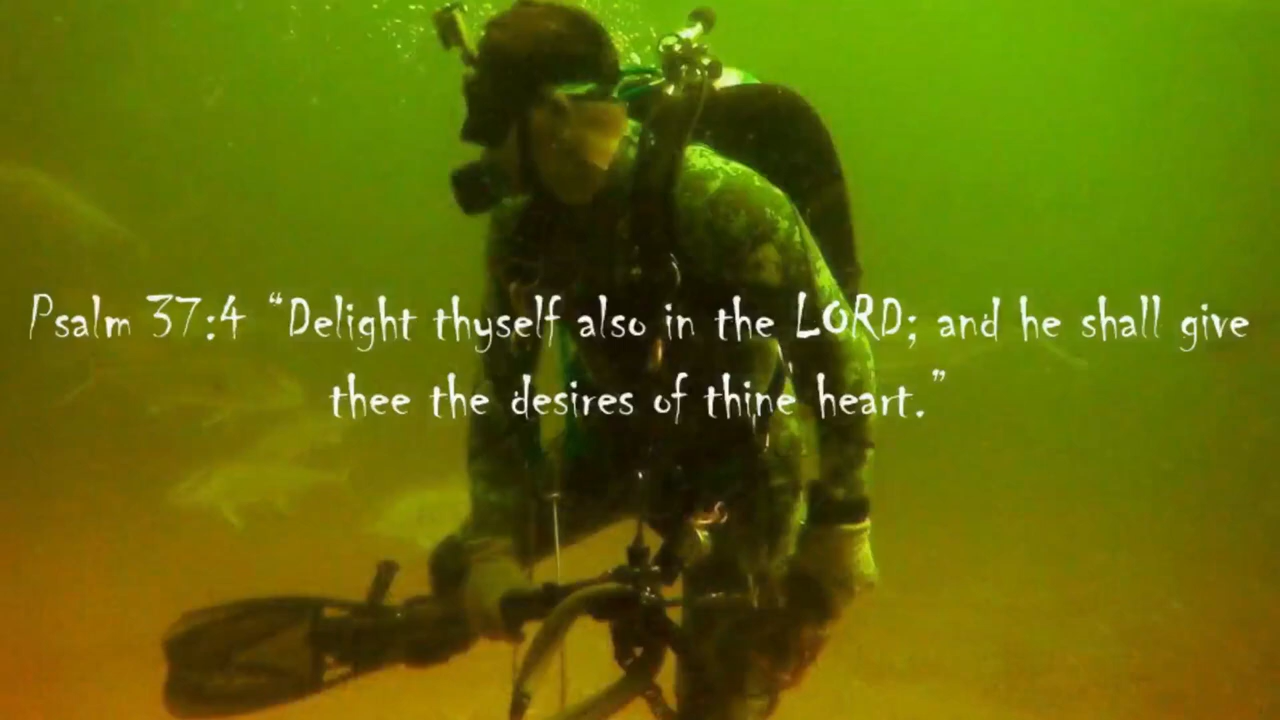 Psalm 37:4 “Delight thyself also in the LORD; and he shall give
thee the desires of thine heart.”